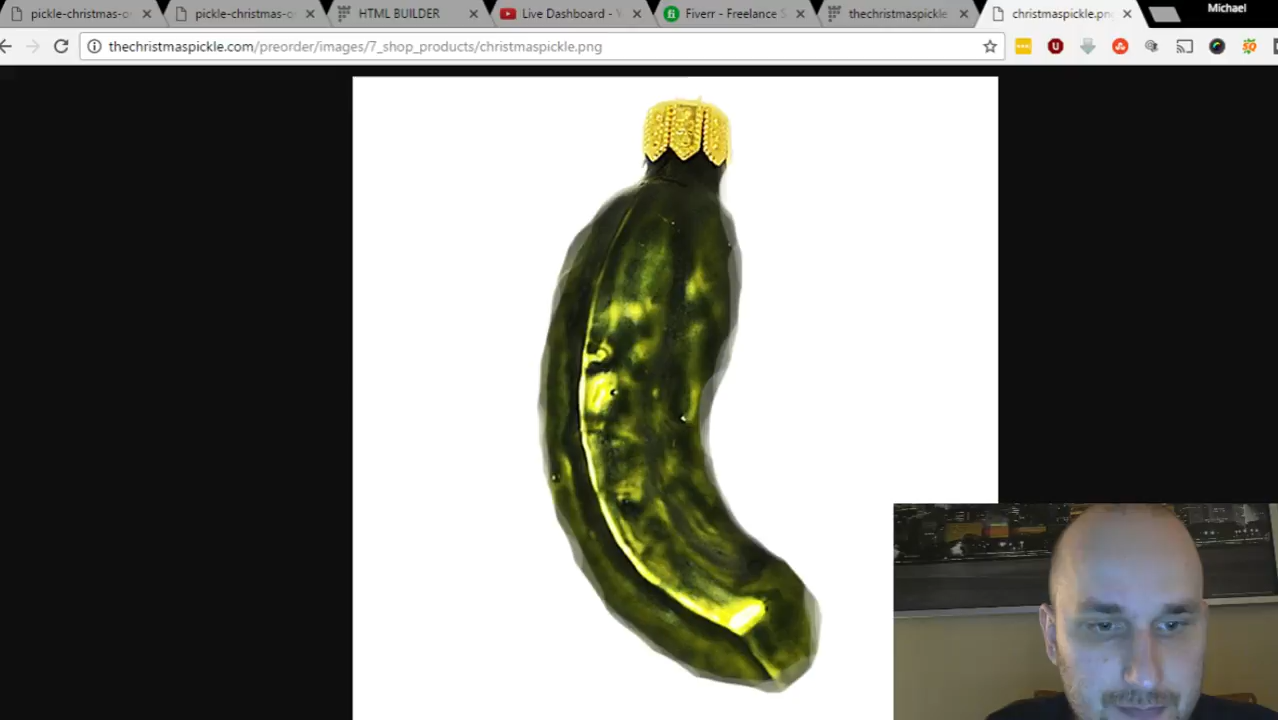 pickle-christmas-o
pickle-christmas-o
HTML BUILDER
Live Dashboard -
Fiverr - Freelance S
thechristmaspickle
christmaspickle.pn
Michael
thechristmaspickle.com/preorder/images/7_shop_products/christmaspickle.png